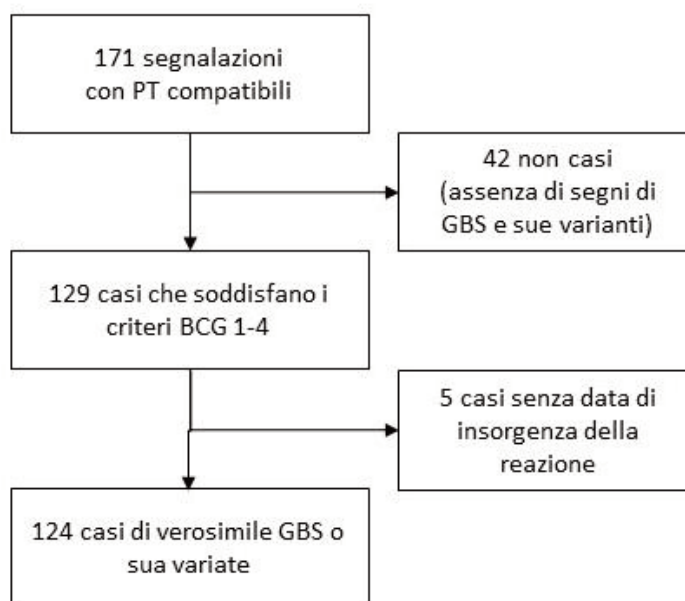 171 segnalazioni
con PT compatibili
42 non casi
(assenza di segni di
GBS e sue varianti)
129 casi che soddisfano i
criteri BCG 1-4
5 casi senza data di
insorgenza della
reazione
124 casi di verosimile GBS o
sua variate